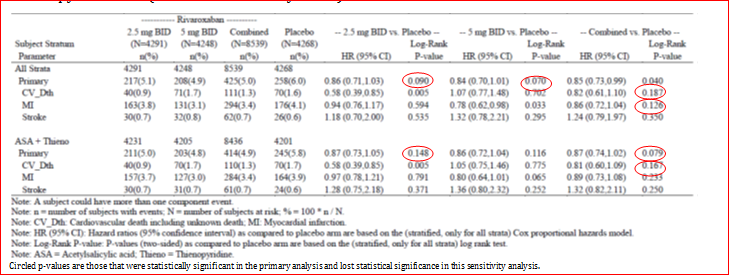 ---------- Rivaroxaban ----------
2.5 mg BID 5 mg BID Combined Placebo -- 2.5 mg BID vs. Placebo -- -- 5 mg BID vs. Placebo -- -- Combined vs. Placebo --
Subject Stratum (N=4291) (N=4248) (N=8539) (N=4268) Log-Rank Log-Rank Log-Rank
Parameter n(%) n(%) n(%) n(%) HR (95% CI) P-value HR (95% CI) P-value HR (95% CI) P-value
All Strata 4291 4248 8539 4268
Primary 217(5.1) 208(4.9) 425(5.0) 258(6.0) 0.86 (0.71,1.03) 0.090 0.84 (0.70,1.01) 0.070 0.85 (0.73,0.99) 0.040
CV_Dth 40(0.9) 71(1.7) 111(1.3) 70(1.6) 0.58 (0.39,0.85) 0.005 1.07 (0.77,1.48) 0.702 0.82 (0.61,1.10) 0.187
MI 163(3.8) 131(3.1) 294(3.4) 176(4.1) 0.94 (0.76,1.17) 0.594 0.78 (0.62,0.98) 0.033 0.86 (0.72,1.04) 0.126
Stroke 30(0.7) 32(0.8) 62(0.7) 26(0.6) 1.18 (0.70,2.00) 0.535 1.32 (0.78,2.21) 0.295 1.24 (0.79,1.97) 0.350
ASA + Thieno 4231 4205 8436 4201
Primary 211(5.0) 203(4.8) 414(4.9) 245(5.8) 0.87 (0.73,1.05) 0.148 0.86 (0.72,1.04) 0.116 0.87 (0.74,1.02) 0.079
CV_Dth 40(0.9) 70(1.7) 110(1.3) 70(1.7) 0.58 (0.39,0.85) 0.005 1.05 (0.75,1.46) 0.775 0.81 (0.60,1.09) 0.167
MI 157(3.7) 127(3.0) 284(3.4) 164(3.9) 0.97 (0.78,1.21) 0.791 0.80 (0.64,1.01) 0.065 0.89 (0.73,1.08) 0.233
Stroke 30(0.7) 31(0.7) 61(0.7) 24(0.6) 1.28 (0.75,2.18) 0.371 1.36 (0.80,2.32) 0.252 1.32 (0.82,2.11) 0.250
Note: A subject could have more than one component event.
Note: n = number of subjects with events; N = number of subjects at risk; % = 100 * n / N.
Note: CV_Dth: Cardiovascular death including unknown death; MI: Myocardial infarction.
Note: HR (95% CI): Hazard ratios (95% confidence interval) as compared to placebo arm are based on the (stratified, only for all strata) Cox proportional hazards model.
Note: Log-Rank P-value: P-values (two-sided) as compared to placebo arm are based on the (stratified, only for all strata) log rank test.
Note: ASA = Acetylsalicylic acid; Thieno = Thienopyridine.
Circled p-values are those that were statistically significant in the primary analysis and lost statistical significance in this sensitivity analysis.